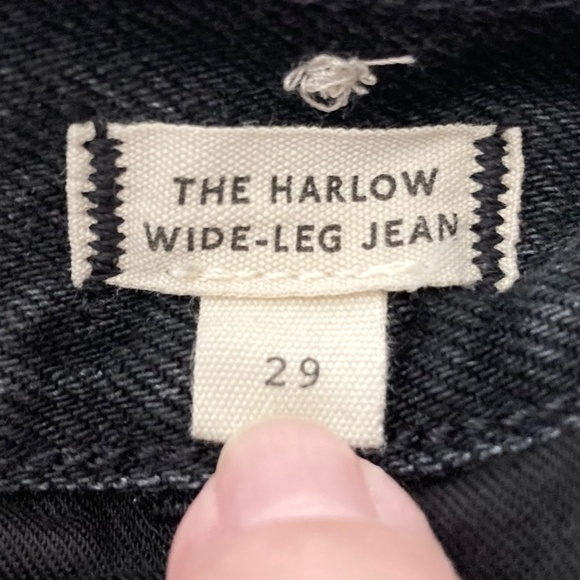 THE HARLOW
WIDE-LEG JEAN
29